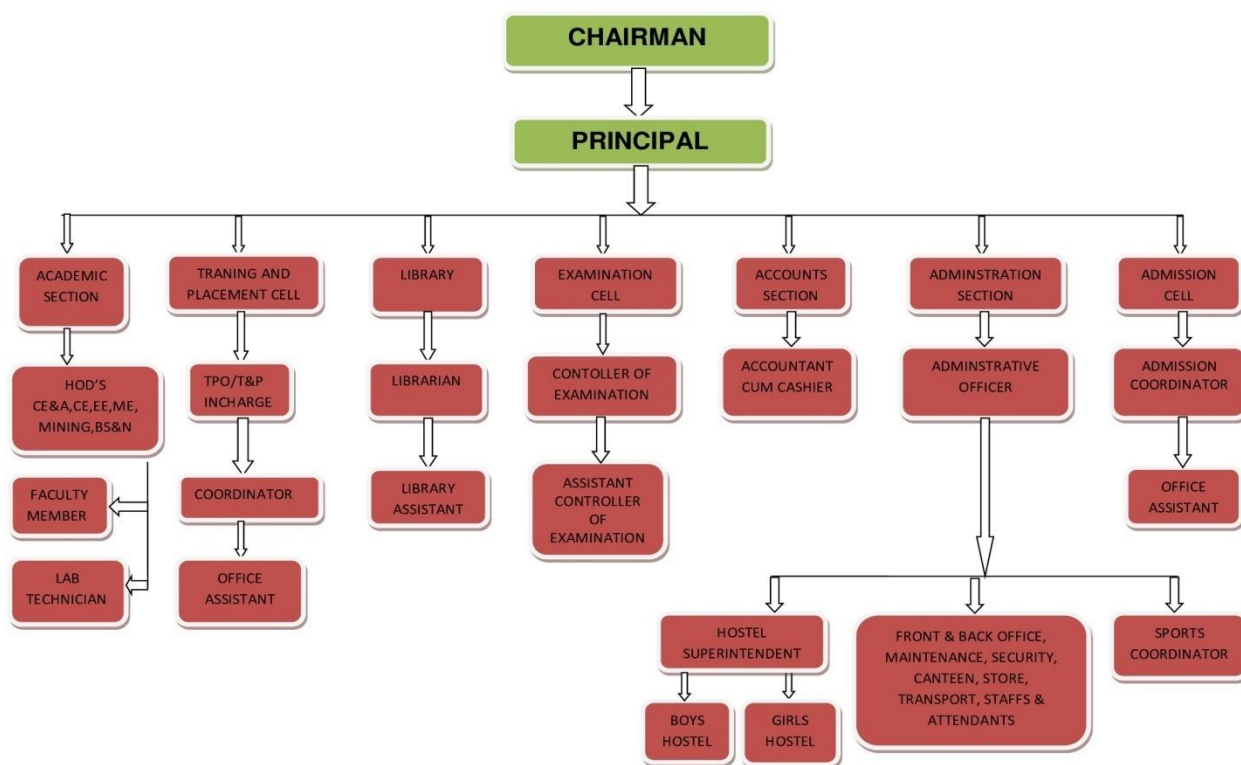 CHAIRMAN
PRINCIPAL
ACADEMIC
SECTION
TRANING AND
PLACEMENT CELL
LIBRARY
EXAMINATION
CELL
ACCOUNTS
SECTION
ADMINSTRATION
SECTION
ADMISSION
CELL
HOD'S
CE&A,CE,EE,ME,
MINING,BS&N
TPO/T&P
INCHARGE
LIBRARIAN
CONTOLLER OF
EXAMINATION
ACCOUNTANT
CUM CASHIER
ADMINSTRATIVE
OFFICER
ADMISSION
COORDINATOR
FACULTY
MEMBER
COORDINATOR
LIBRARY
ASSISTANT
ASSISTANT
CONTROLLER
OF
EXAMINATION
OFFICE
ASSISTANT
LAB
TECHNICIAN
OFFICE
ASSISTANT
HOSTEL
SUPERINTENDENT
FRONT & BACK OFFICE,
MAINTENANCE, SECURITY,
CANTEEN, STORE,
TRANSPORT, STAFFS &
ATTENDANTS
SPORTS
COORDINATOR
BOYS
HOSTEL
GIRLS
HOSTEL